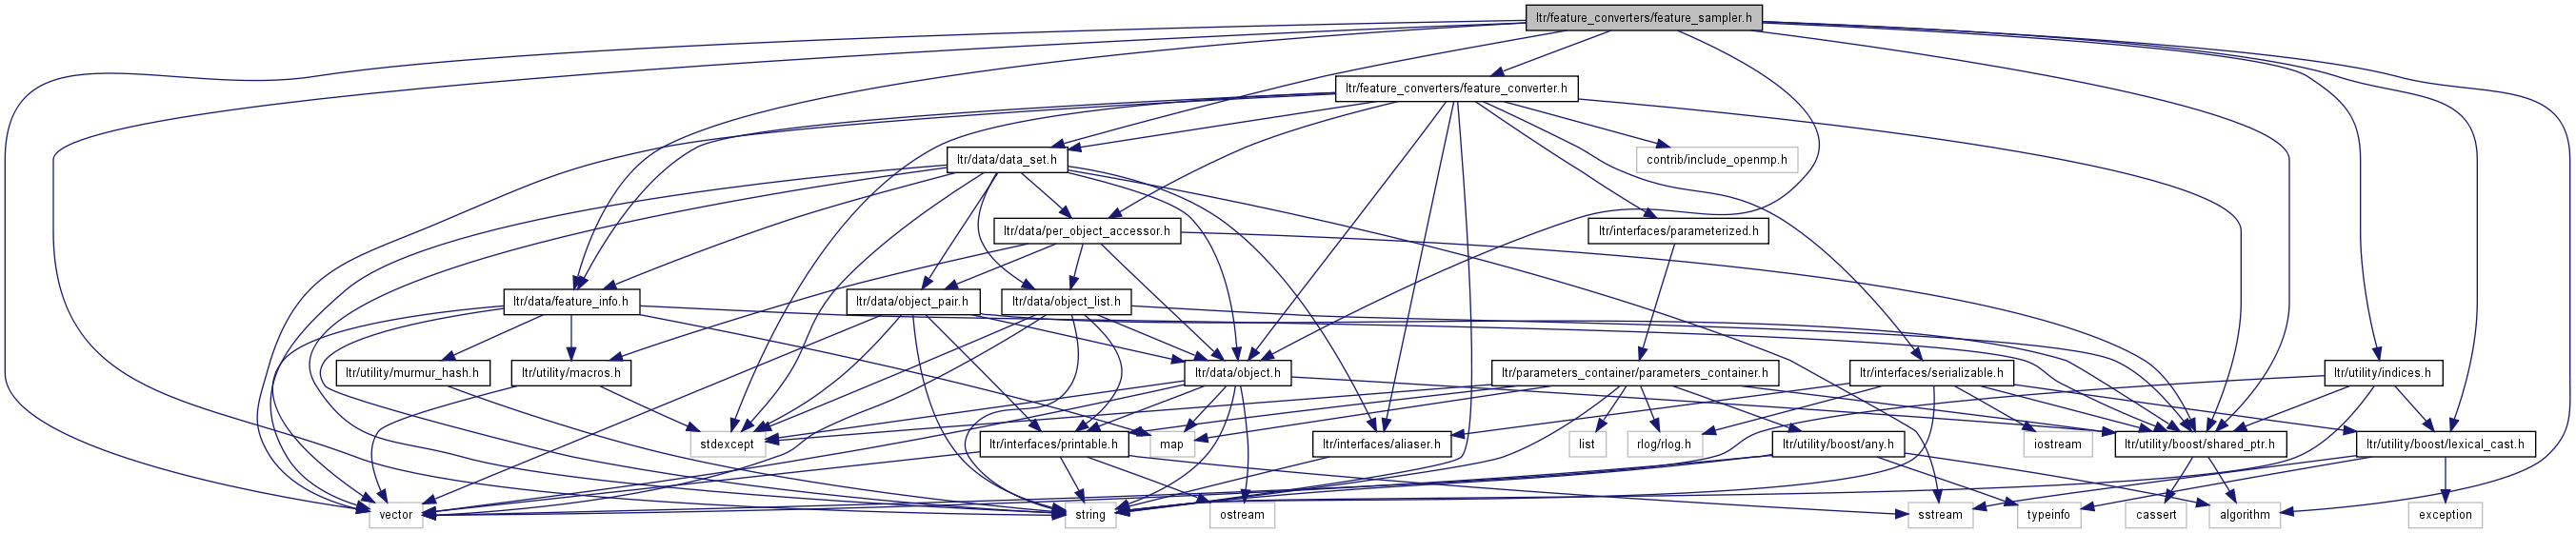 ltr/feature_converters/feature_sampler.h
ltr/feature_converters/feature_converter.h
ltr/data/data_set.h
contrib/include_openmp.h
ltr/data/per_object_accessor.h
ltr/interfaces/parameterized.h
ltr/data/feature_info.h
ltr/data/object_pair.h
ltr/data/object_list.h
ltr/utility/murmur_hash.h
ltr/utility/macros.h
ltr/data/object.h
ltr/parameters_container/parameters_container.h
ltr/interfaces/serializable.h
ltr/utility/indices.h
stdexcept
ltr/interfaces/printable.h
map
ltr/interfaces/aliaser.h
list
rlog/rlog.h
ltr/utility/boost/any.h
iostream
ltr/utility/boost/shared_ptr.h
ltr/utility/boost/lexical_cast.h
vector
string
ostream
sstream
typeinfo
cassert
algorithm
exception